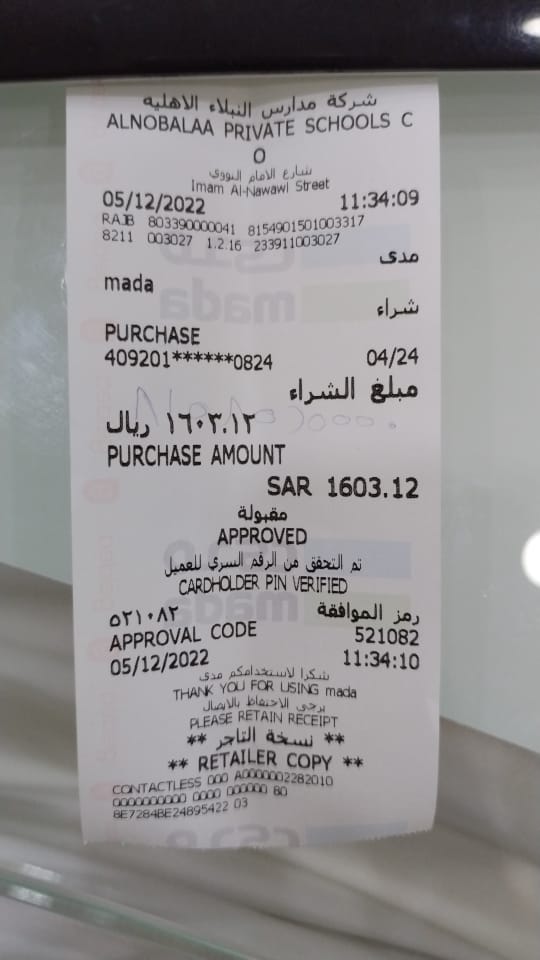 شركة مدارس النبلاء الاهليه
ALNOBALAA PRIVATE SCHOOLS C
O
شارع الامام النووي
Imam Al-Nawawi Street
05/12/2022 11:34:09
RAJB 803390000041 8154901501003317
8211 003027 1.2.16 233911003027
مدى
mada
شراء
PURCHASE
409201******0824 04/24
مبلغ الشراء
١٦٠٣.١٢ ريال
PURCHASE AMOUNT
SAR 1603.12
مقبولة
APPROVED
تم التحقق من الرقم السري للعميل
CARDHOLDER PIN VERIFIED
رمز الموافقة ٥٢١٠٨٢
APPROVAL CODE 521082
05/12/2022 11:34:10
شكرا لاستخدامكم مدى
THANK YOU FOR USING mada
يرجى الاحتفاظ بالايصال
PLEASE RETAIN RECEIPT
** نسخة التاجر **
** RETAILER COPY **
CONTACTLESS 000 A0000002282010
0000000000 0000 000000 80
8E7284BE24895422 03